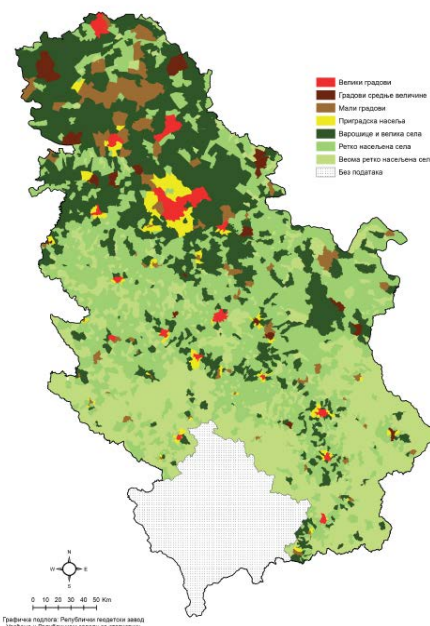 Велики градови
Градови средње величине
Мали градови
Приградска насеља
Варошице и велика села
Ретко насељена села
Веома ретко насељена сел
Без података
N
W E
S
0 10 20 30 40 50 Km
Графичка подлога: Републички геодетски завод